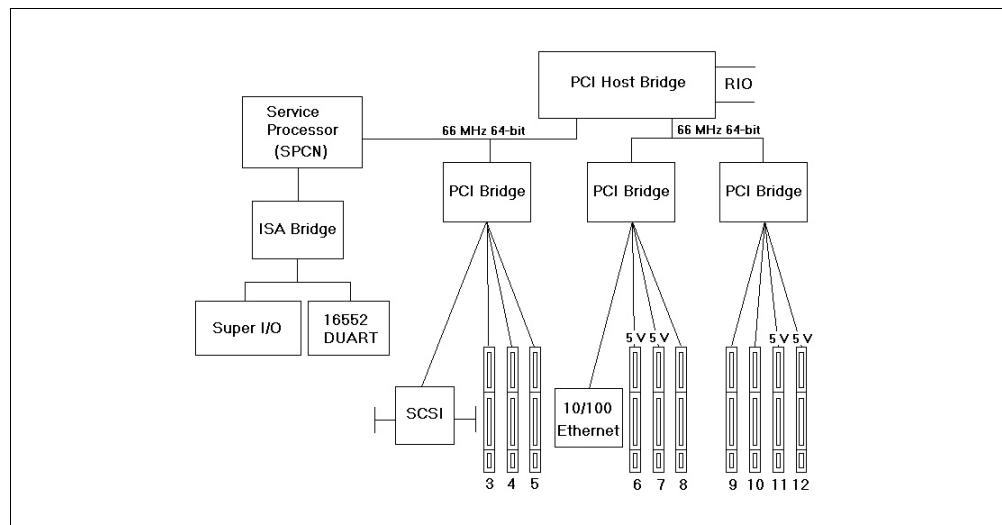 PCI Host Bridge
RIO
Service
Processor
(SPCN)
66 MHz 64-bit
66 MHz 64-bit
PCI Bridge
PCI Bridge
PCI Bridge
ISA Bridge
Super I/O
16552
DUART
5 V 5 V
5 V 5 V
SCSI
10/100
Ethernet
3 4 5
6 7 8
9 10 11 12